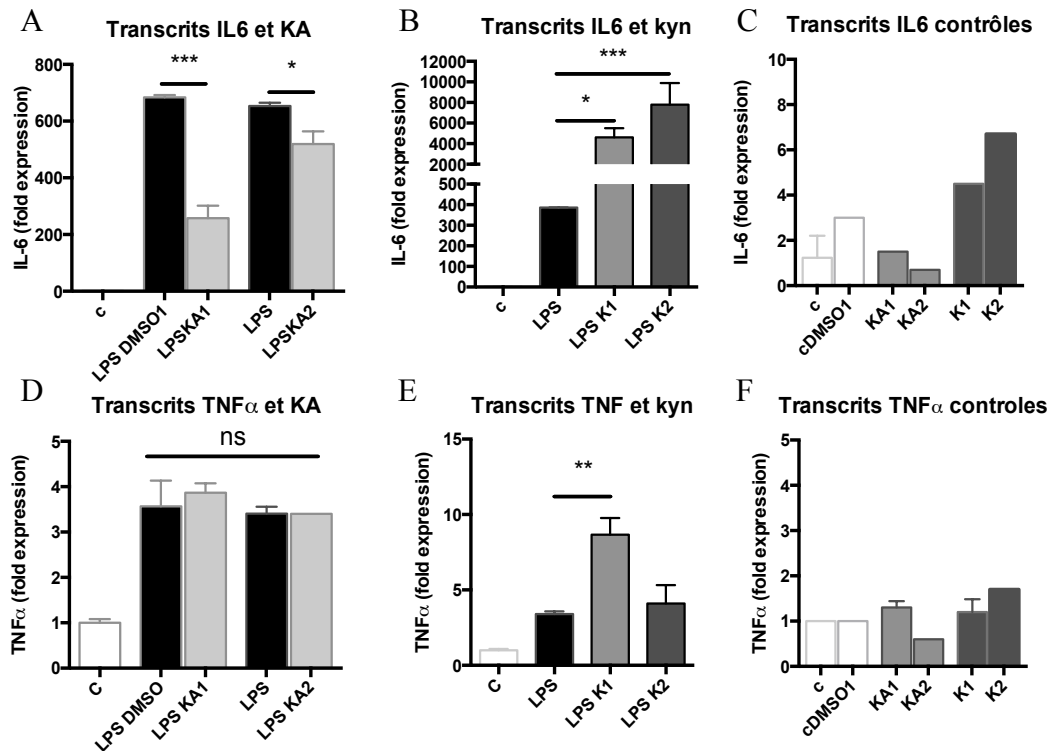 A
Transcrits IL6 et KA
IL-6 (fold expression)
800
600
400
200
0
***
*
c
LPS DMSO1
LPSKA1
LPS
LPSKA2
B
Transcrits IL6 et kyn
IL-6 (fold expression)
12000
10000
8000
6000
4000
2000
500
400
300
200
100
0
***
*
c
LPS
LPS K1
LPS K2
C
Transcrits IL6 contrôles
IL-6 (fold expression)
10
8
6
4
2
0
c
cDMSO1
KA1
KA2
K1
K2
D
Transcrits TNFα et KA
TNFα (fold expression)
5
4
3
2
1
0
ns
C
LPS DMSO
LPS KA1
LPS
LPS KA2
E
Transcrits TNF et kyn
TNFα (fold expression)
15
10
5
0
**
C
LPS
LPS K1
LPS K2
F
Transcrits TNFα controles
TNFα (fold expression)
5
4
3
2
1
0
c
cDMSO1
KA1
KA2
K1
K2